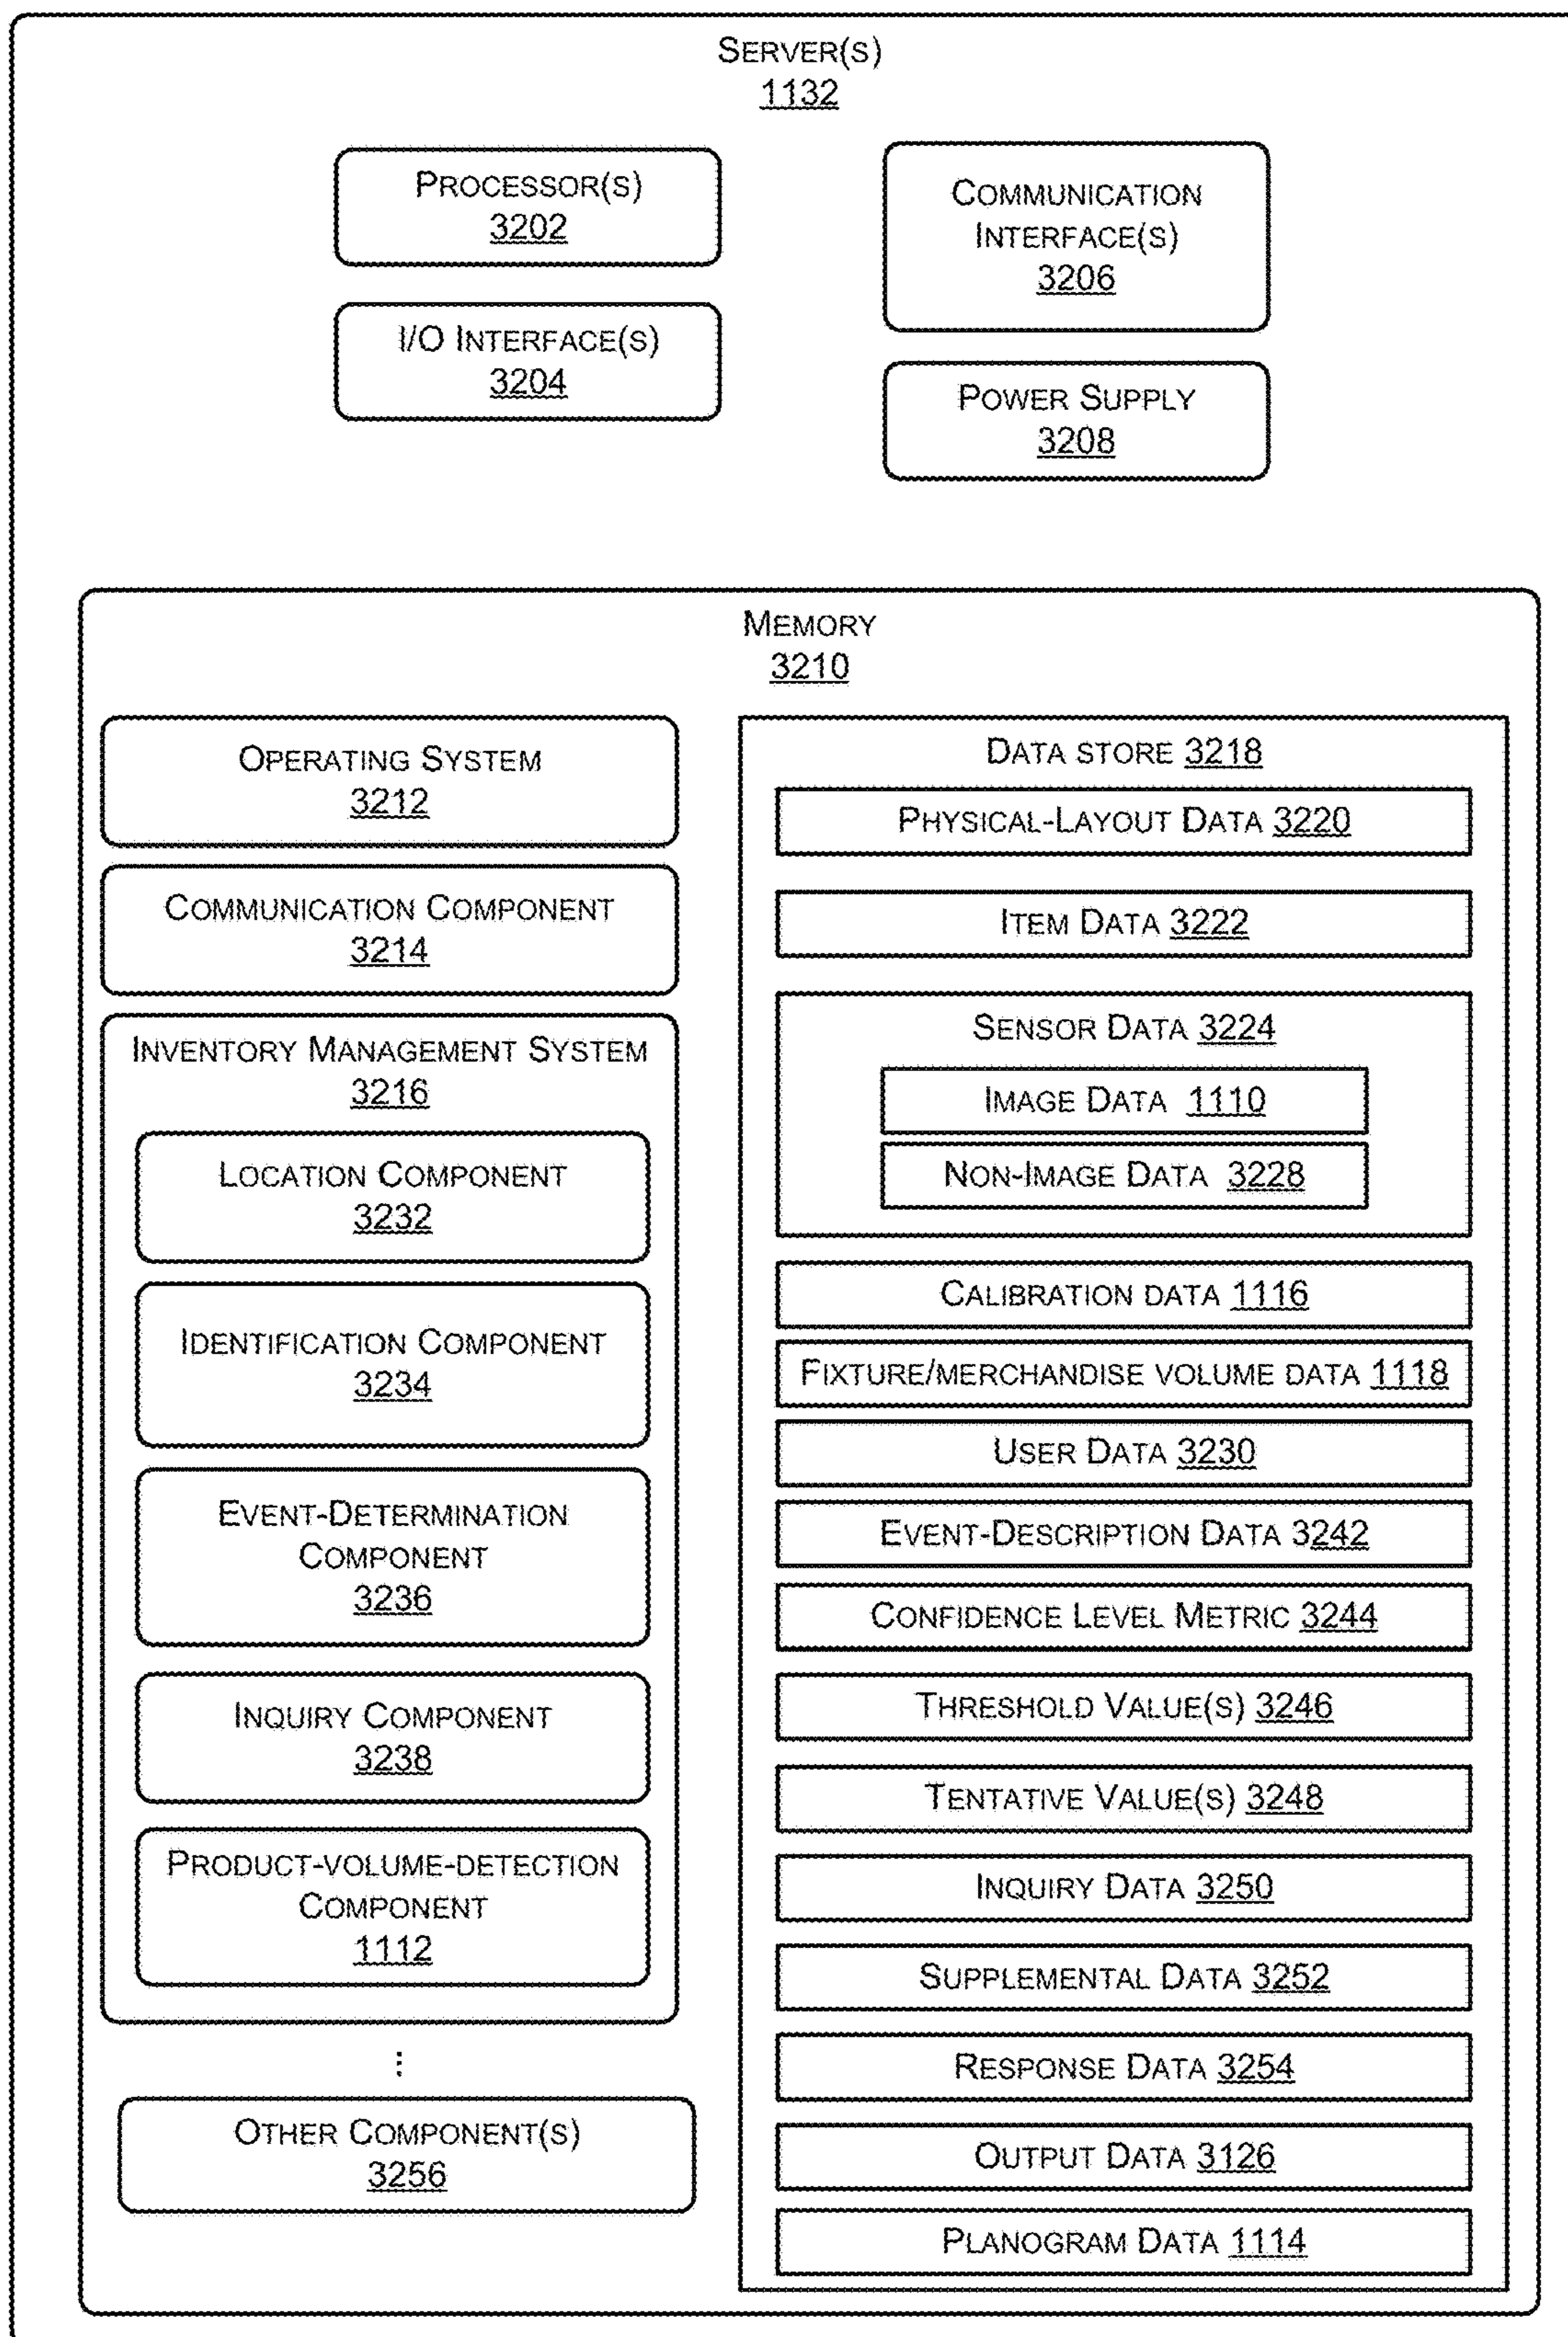 SERVER(S)
1132
PROCESSOR(S)
3202
I/O INTERFACE(S)
3204
COMMUNICATION
INTERFACE(S)
3206
POWER SUPPLY
3208
MEMORY
3210
OPERATING SYSTEM
3212
COMMUNICATION COMPONENT
3214
INVENTORY MANAGEMENT SYSTEM
3216
LOCATION COMPONENT
3232
IDENTIFICATION COMPONENT
3234
EVENT-DETERMINATION
COMPONENT
3236
INQUIRY COMPONENT
3238
PRODUCT-VOLUME-DETECTION
COMPONENT
1112
⋮
OTHER COMPONENT(S)
3256
DATA STORE 3218
PHYSICAL-LAYOUT DATA 3220
ITEM DATA 3222
SENSOR DATA 3224
IMAGE DATA 1110
NON-IMAGE DATA 3228
CALIBRATION DATA 1116
FIXTURE/MERCHANDISE VOLUME DATA 1118
USER DATA 3230
EVENT-DESCRIPTION DATA 3242
CONFIDENCE LEVEL METRIC 3244
THRESHOLD VALUE(S) 3246
TENTATIVE VALUE(S) 3248
INQUIRY DATA 3250
SUPPLEMENTAL DATA 3252
RESPONSE DATA 3254
OUTPUT DATA 3126
PLANOGRAM DATA 1114